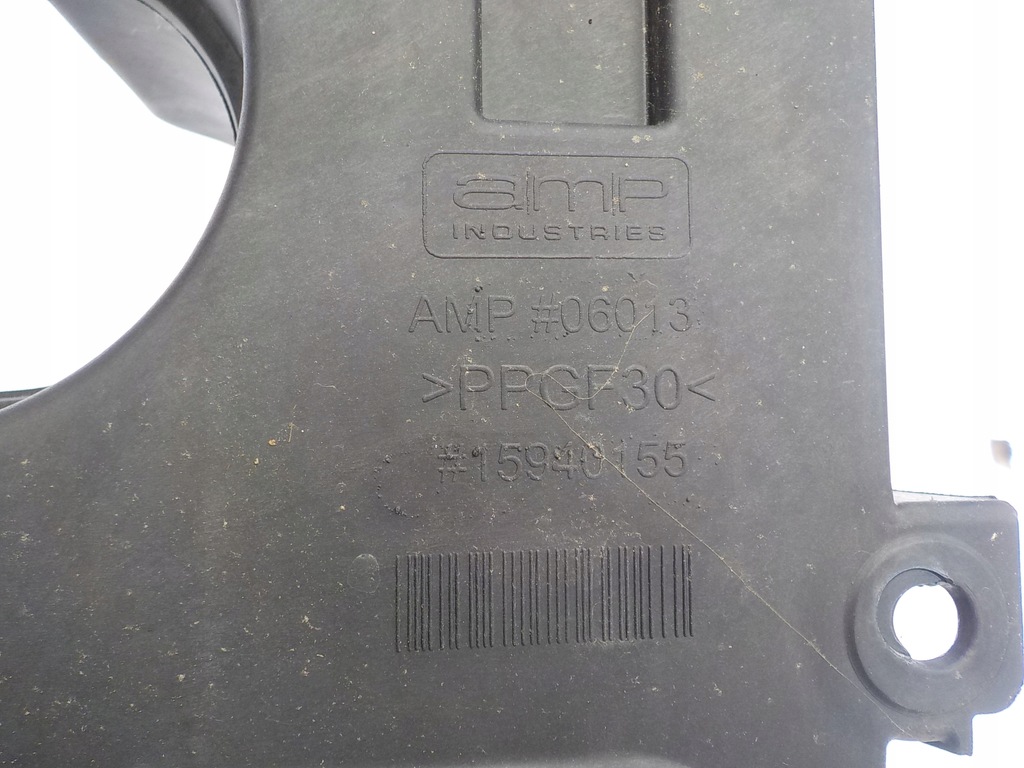 amp
INDUSTRIES
AMP #06013
>PPGF30<
#15940155